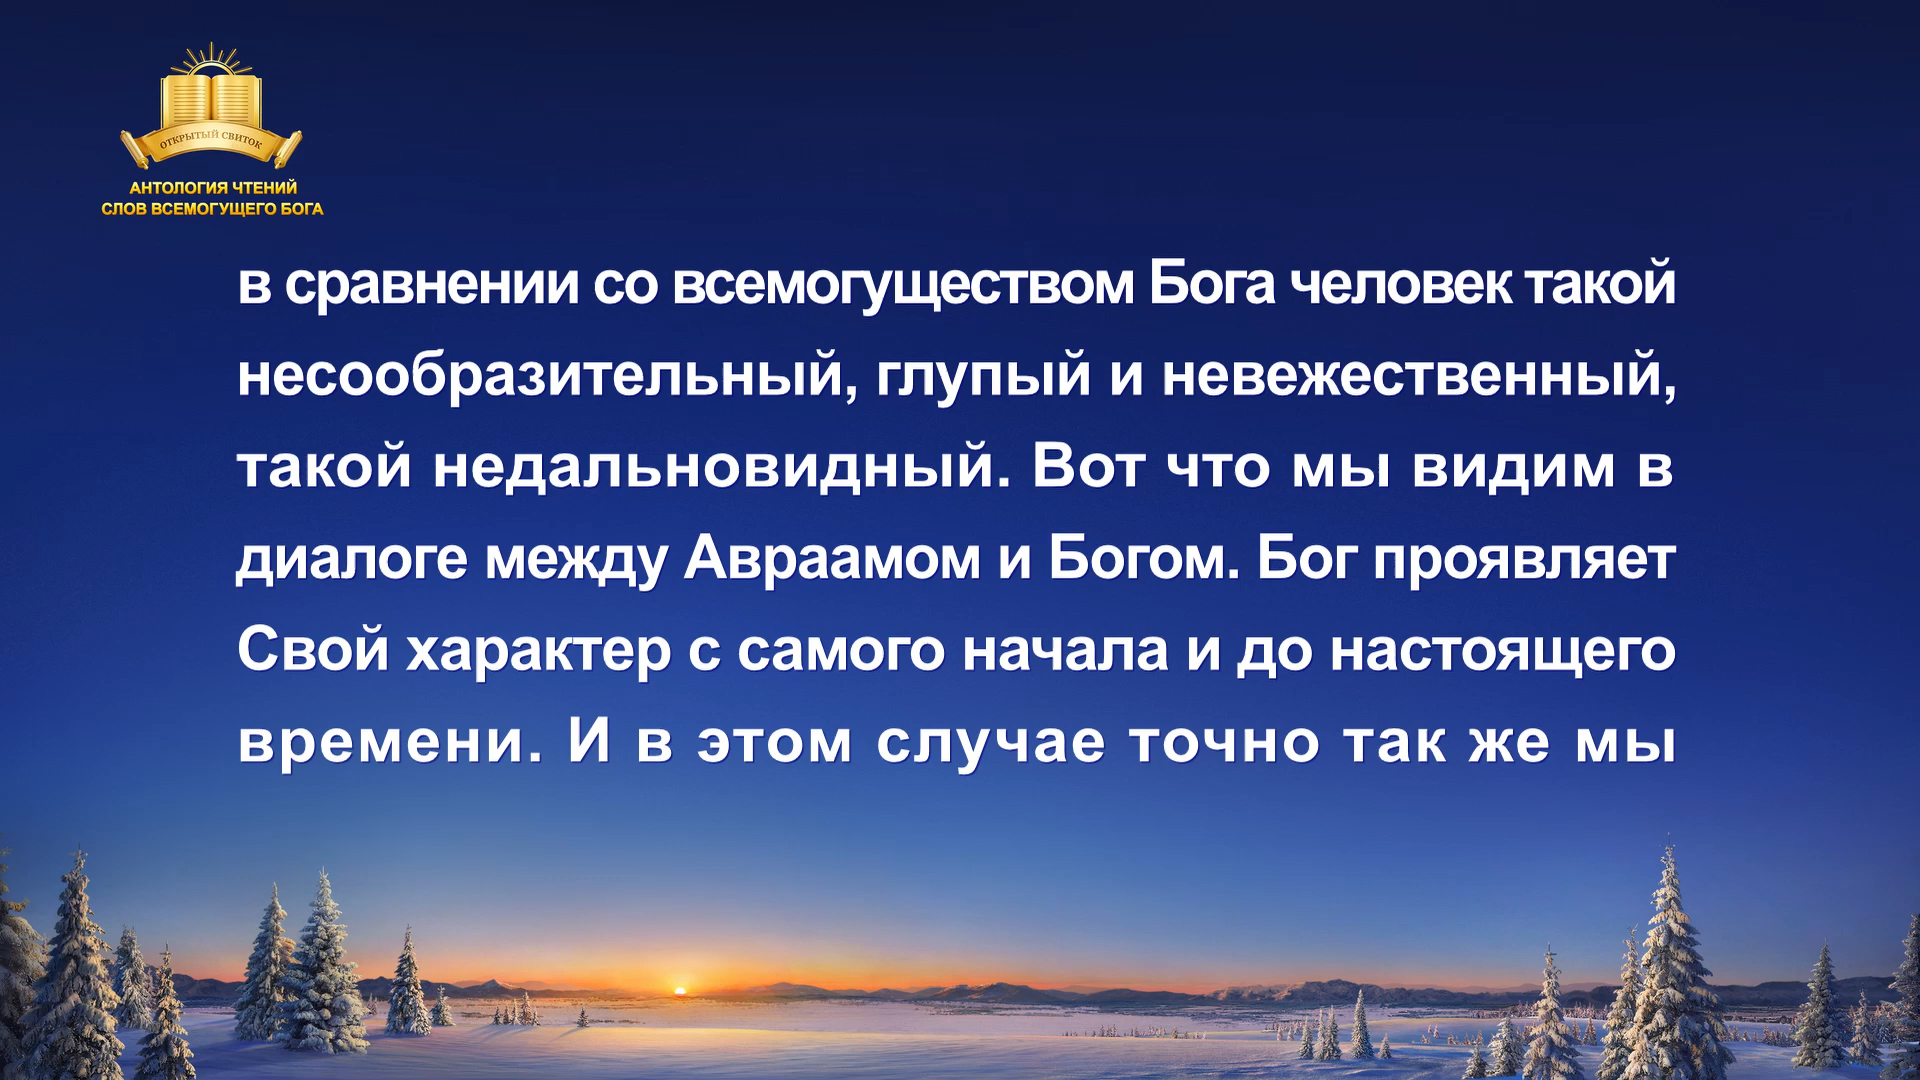 ОТКРЫТЫЙ СВИТОК
АНТОЛОГИЯ ЧТЕНИЙ
СЛОВ ВСЕМОГУЩЕГО БОГА
в сравнении со всемогуществом Бога человек такой
несообразительный, глупый и невежественный,
такой недальновидный. Вот что мы видим в
диалоге между Авраамом и Богом. Бог проявляет
Свой характер с самого начала и до настоящего
времени. И в этом случае точно так же мы